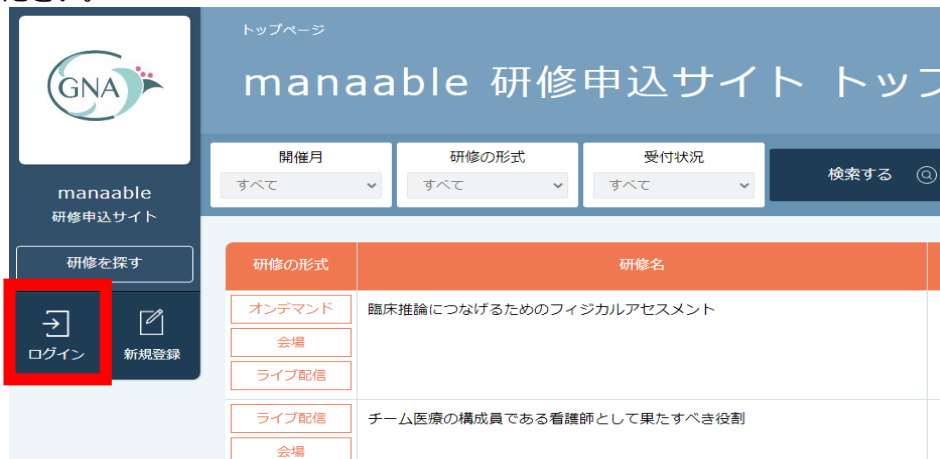 ださい。
トップページ
GNA
manaable 研修申込サイト トップ
開催月
研修の形式
受付状況
すべて
すべて
すべて
検索する
manaable
研修申込サイト
研修を探す
ログイン
新規登録
研修の形式
研修名
オンデマンド
臨床推論につなげるためのフィジカルアセスメント
会場
ライブ配信
ライブ配信
チーム医療の構成員である看護師として果たすべき役割
会場